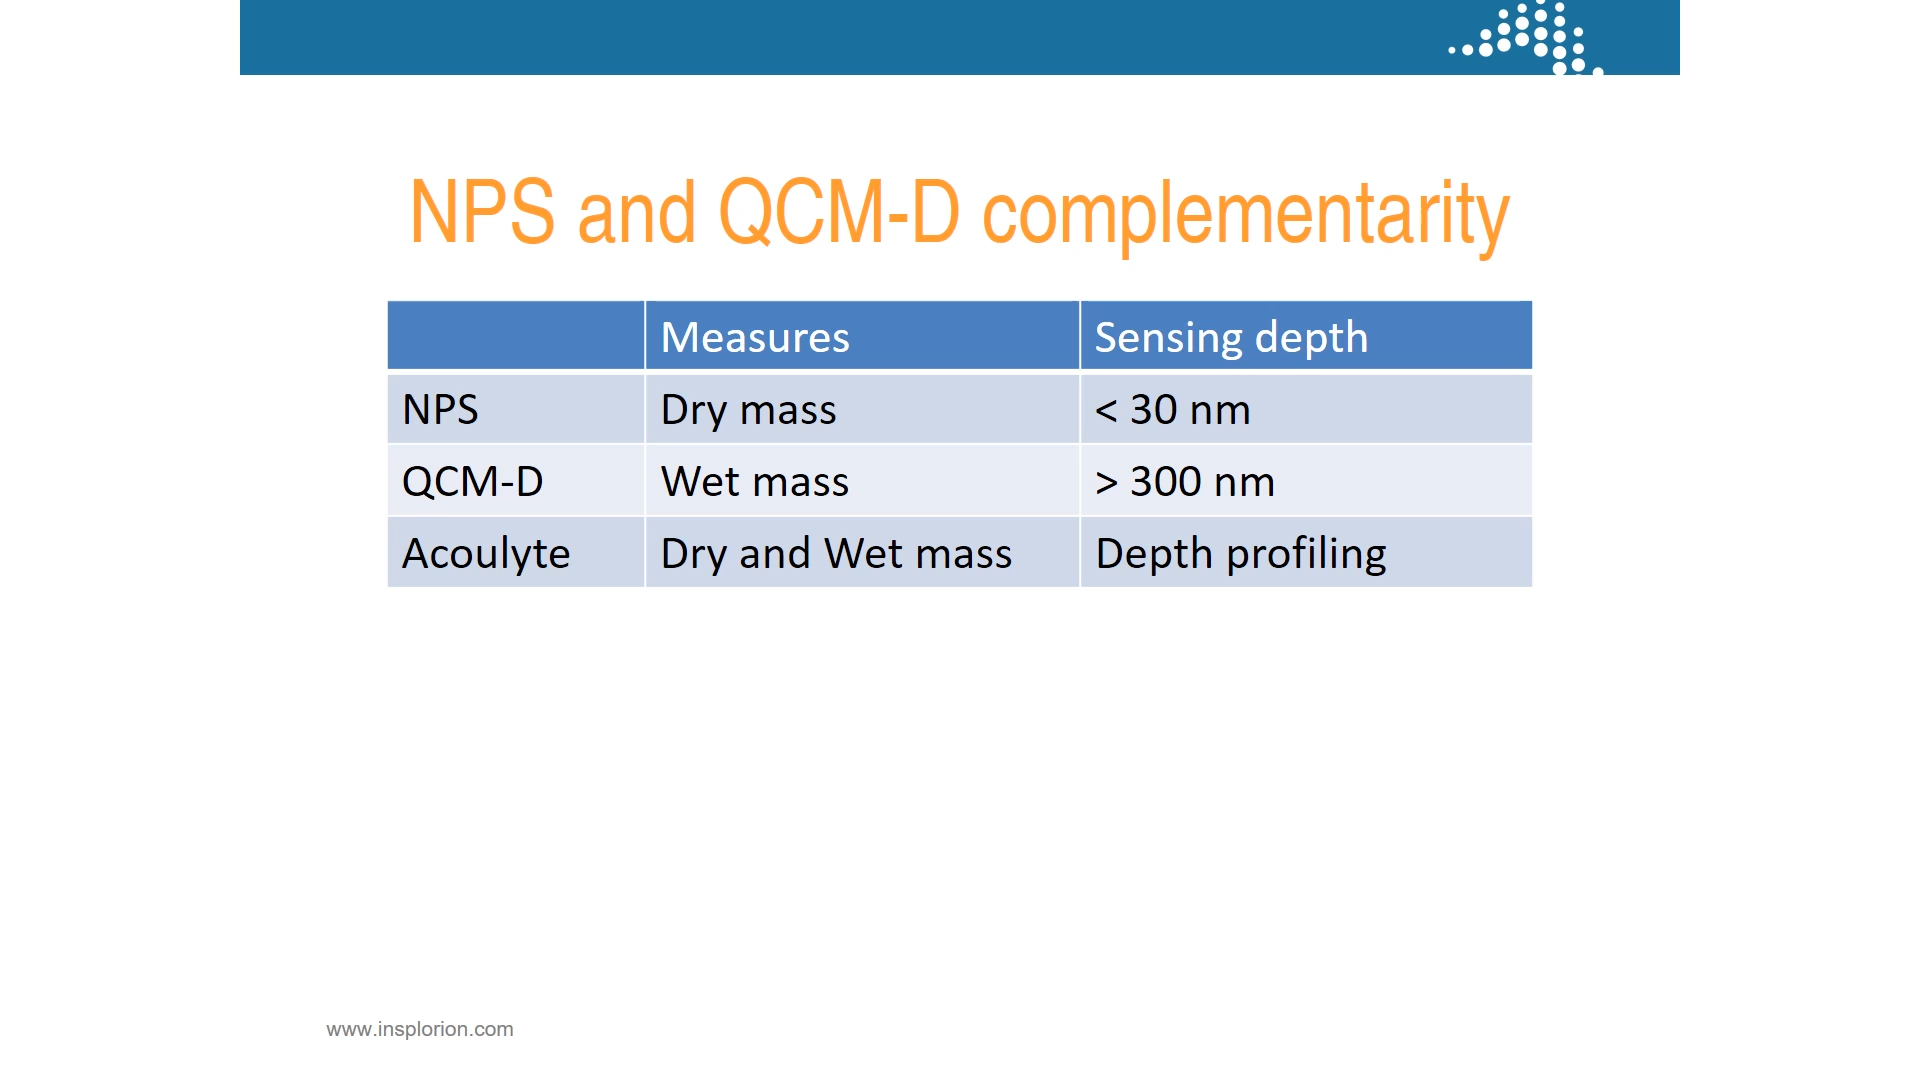 NPS and QCM-D complementarity
Measures Sensing depth
NPS Dry mass < 30 nm
QCM-D Wet mass > 300 nm
Acoulyte Dry and Wet mass Depth profiling
www.insplorion.com